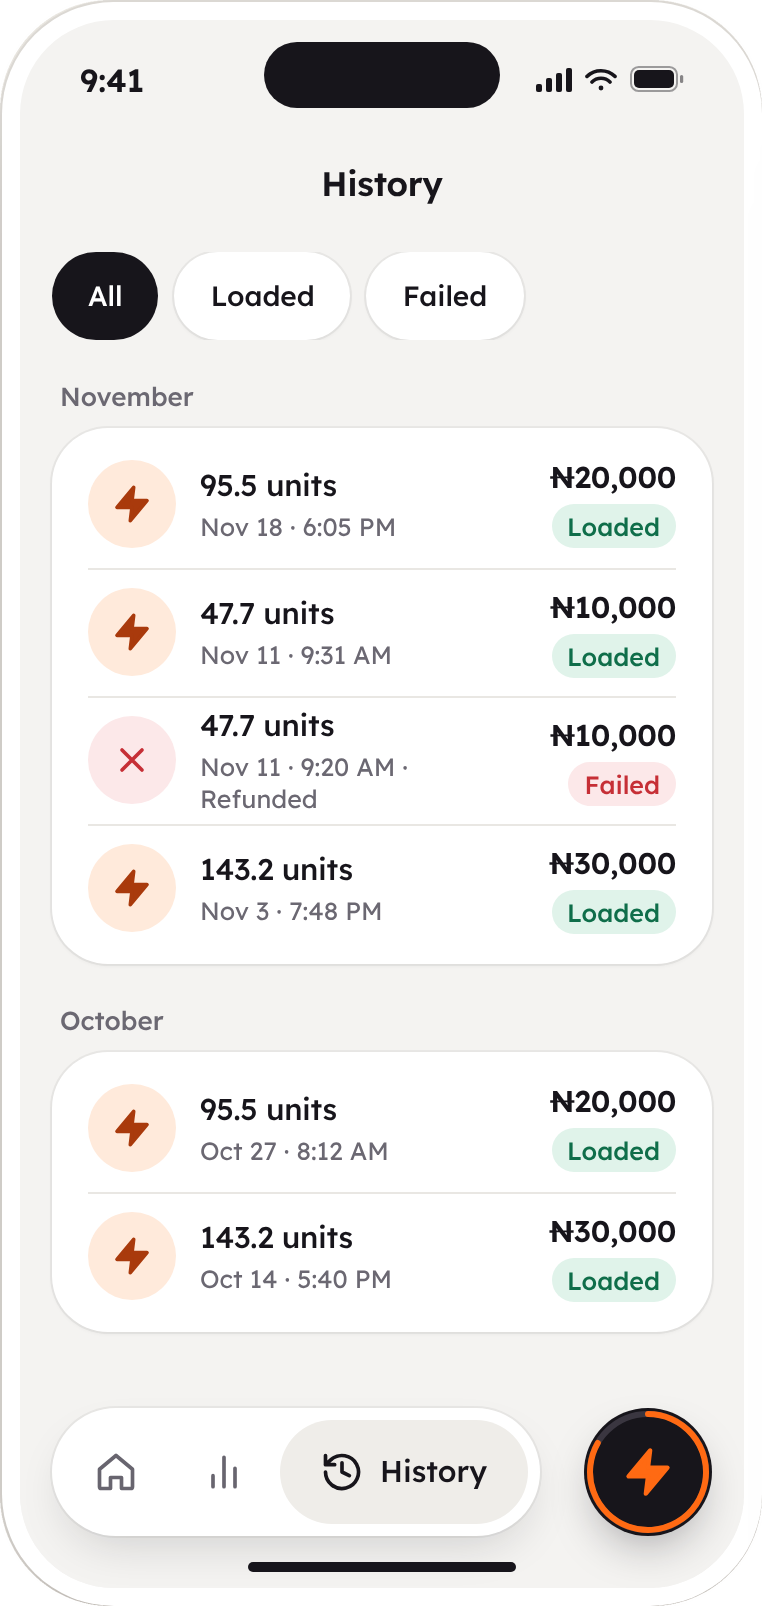 9:41
History
All
Loaded
Failed
November
95.5 units
₦20,000
Nov 18 · 6:05 PM
Loaded
47.7 units
₦10,000
Nov 11 · 9:31 AM
Loaded
47.7 units
₦10,000
Nov 11 · 9:20 AM ·
Refunded
Failed
143.2 units
₦30,000
Nov 3 · 7:48 PM
Loaded
October
95.5 units
₦20,000
Oct 27 · 8:12 AM
Loaded
143.2 units
₦30,000
Oct 14 · 5:40 PM
Loaded
History